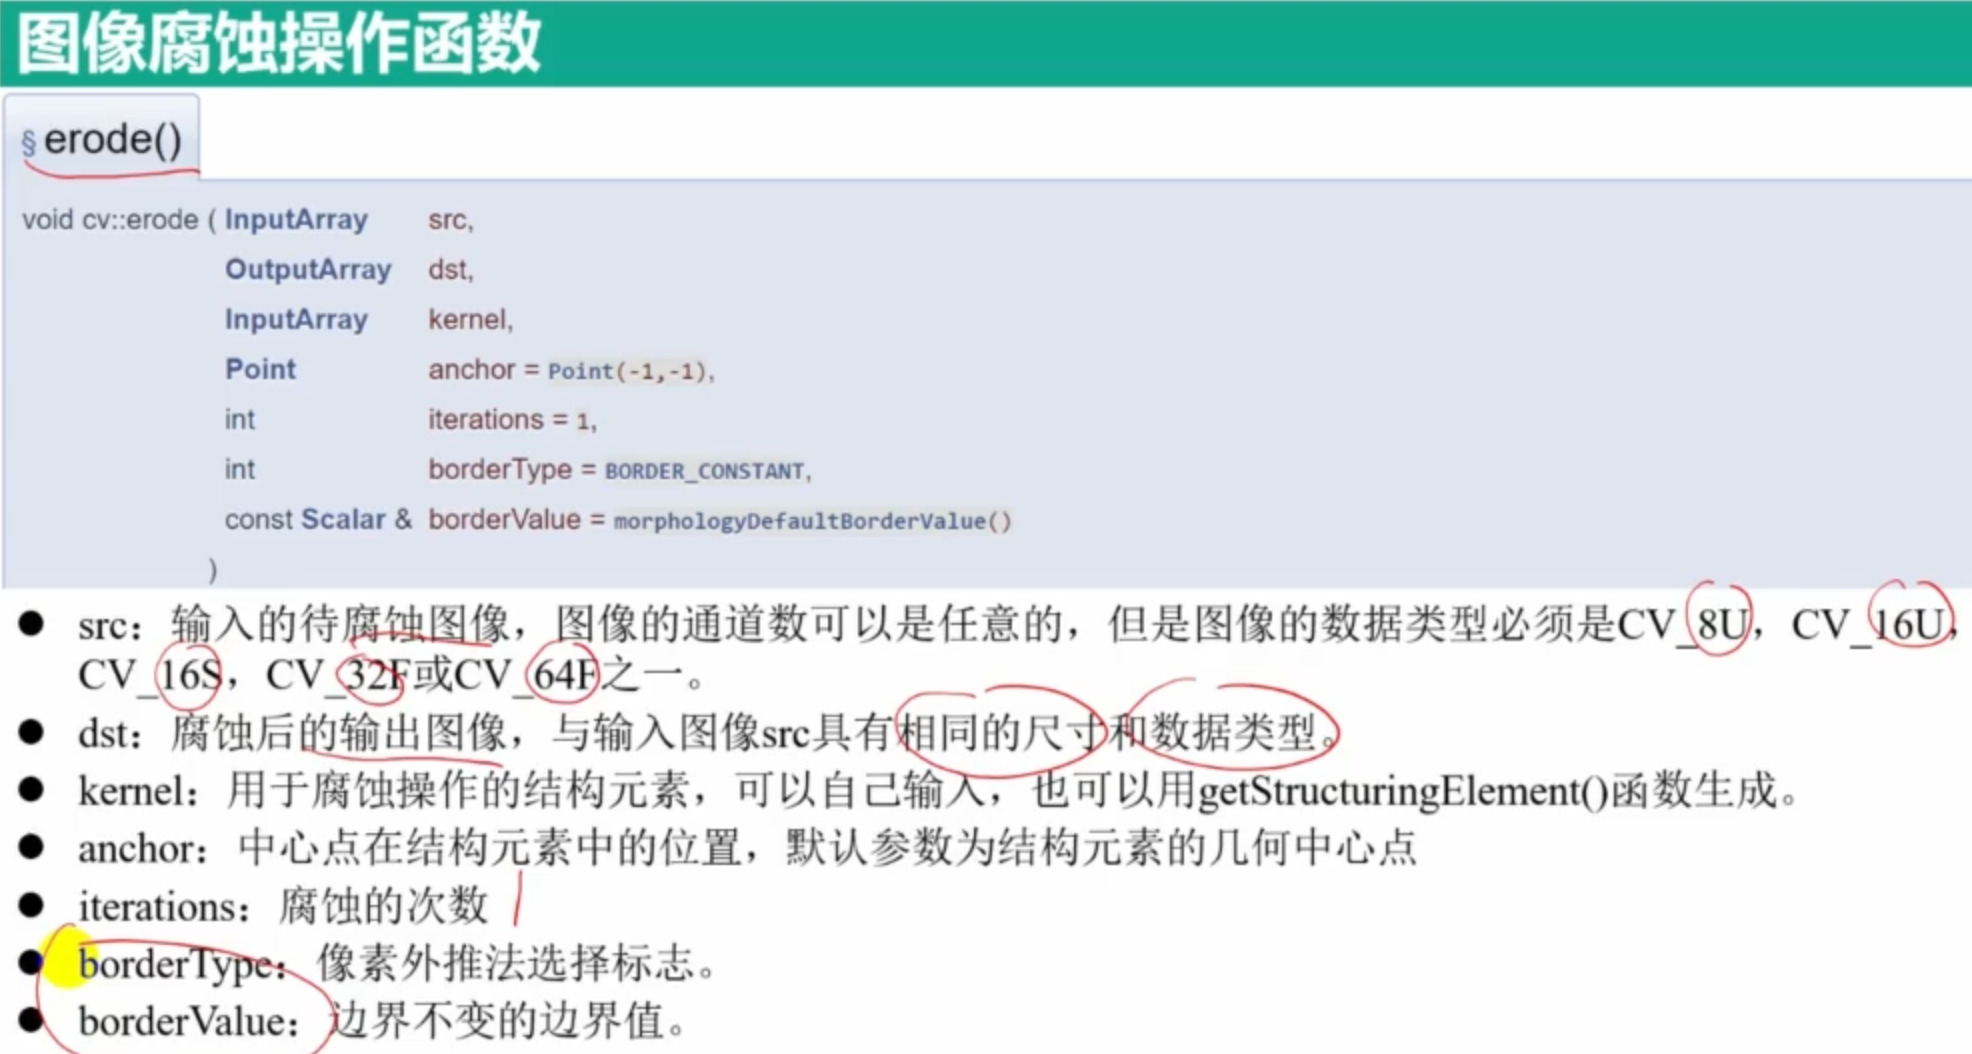 图像腐蚀操作函数
§ erode()
void cv::erode ( InputArray src,
OutputArray dst,
InputArray kernel,
Point anchor = Point(-1,-1),
int iterations = 1,
int borderType = BORDER_CONSTANT,
const Scalar & borderValue = morphologyDefaultBorderValue()
)
● src：输入的待腐蚀图像，图像的通道数可以是任意的，但是图像的数据类型必须是CV_8U，CV_16U，
CV_16S，CV_32F或CV_64F之一。
● dst：腐蚀后的输出图像，与输入图像src具有相同的尺寸和数据类型。
● kernel：用于腐蚀操作的结构元素，可以自己输入，也可以用getStructuringElement()函数生成。
● anchor：中心点在结构元素中的位置，默认参数为结构元素的几何中心点
● iterations：腐蚀的次数
● borderType：像素外推法选择标志。
● borderValue：边界不变的边界值。